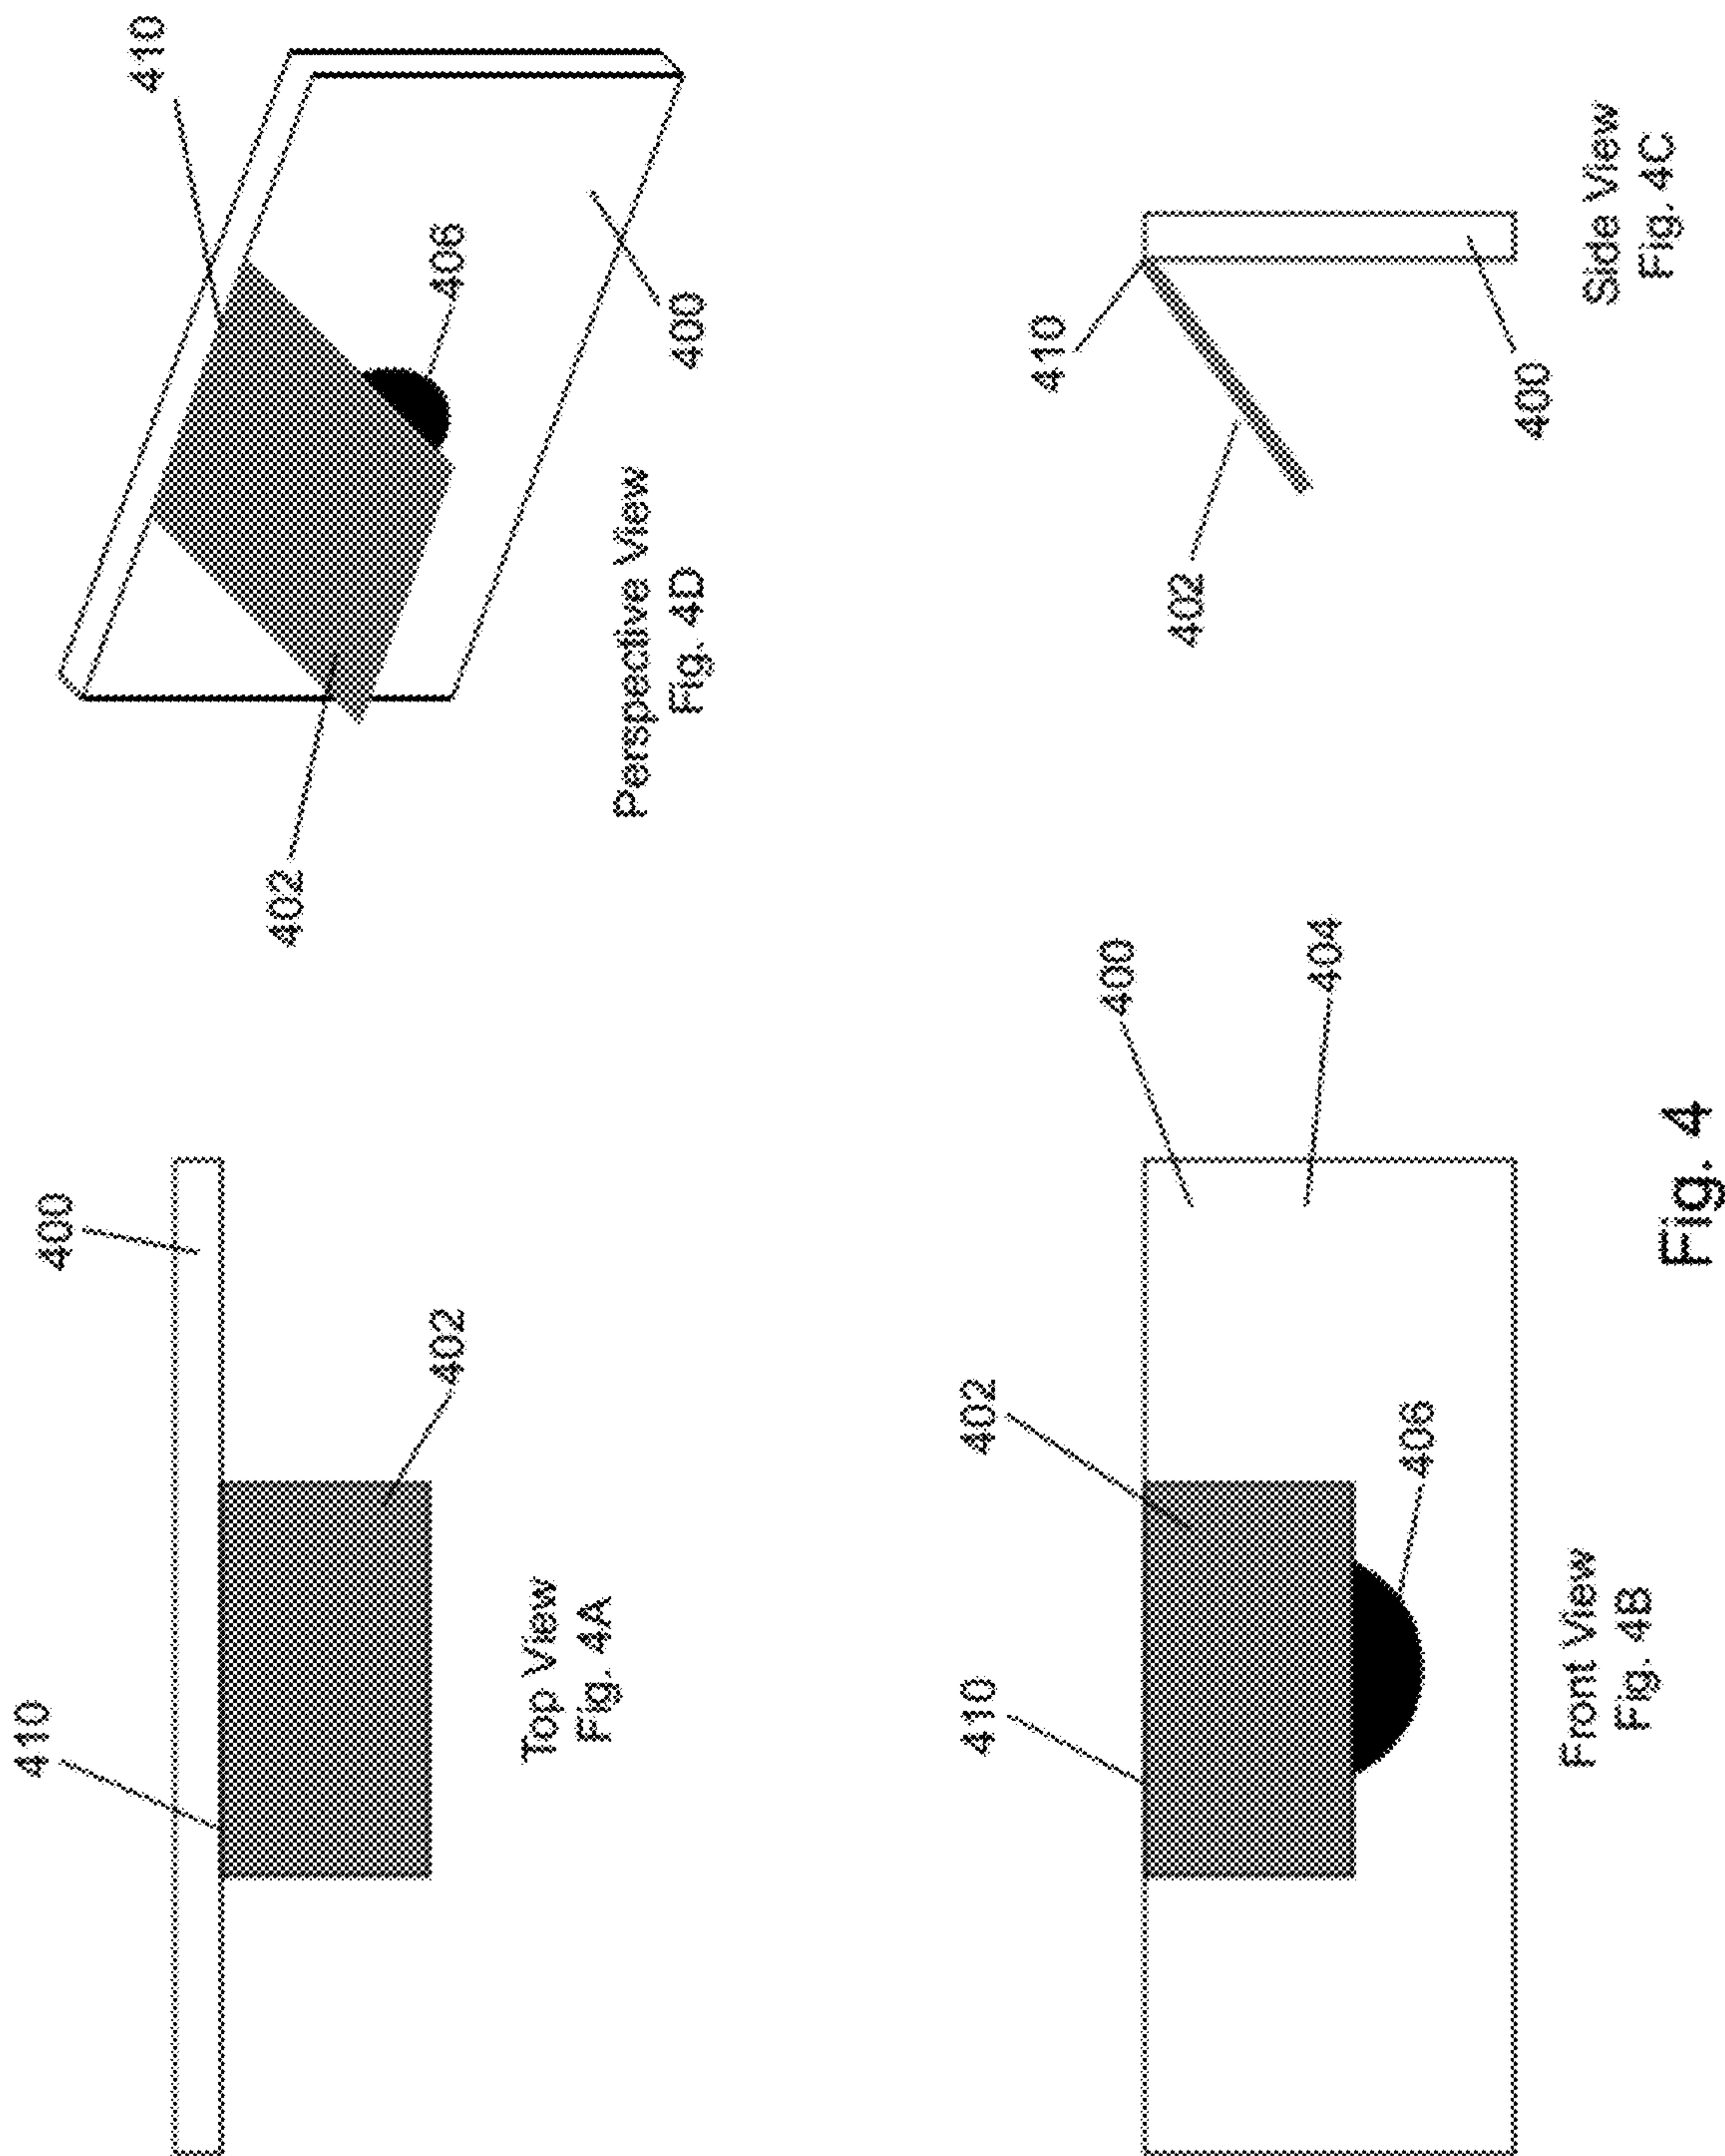 410
400
402
Top View
Fig. 4A
410
402
406
400
Perspective View
Fig. 4D
410
402
400
404
406
Front View
Fig. 4B
410
402
400
Side View
Fig. 4C
Fig. 4